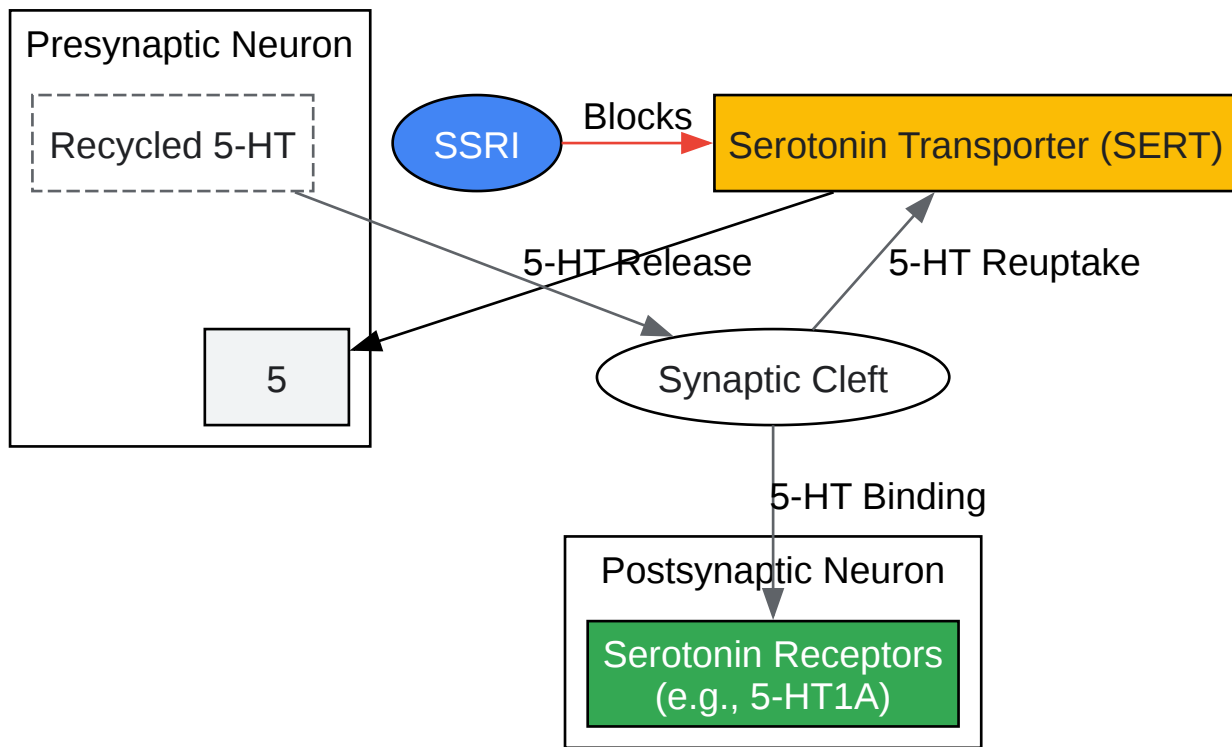 Presynaptic Neuron
Recycled 5-HT
SSRI
Blocks
Serotonin Transporter (SERT)
5-HT Release
5-HT Reuptake
5
Synaptic Cleft
5-HT Binding
Postsynaptic Neuron
Serotonin Receptors
(e.g., 5-HT1A)